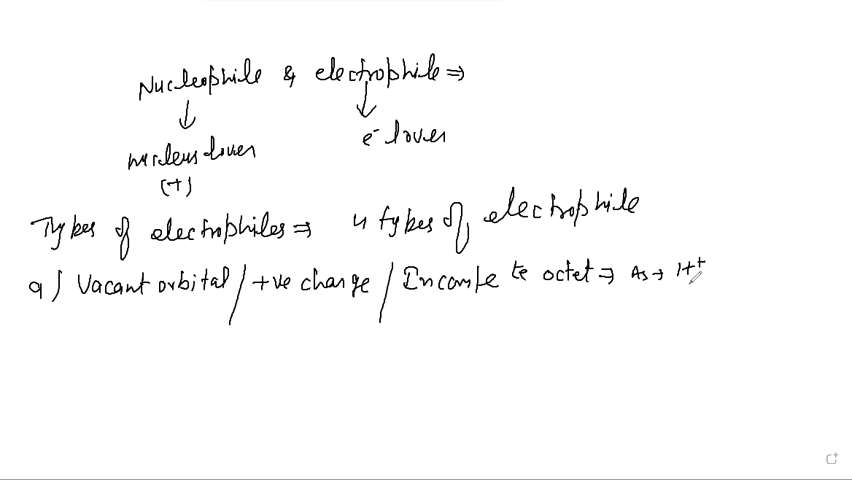 Nucleophile & electrophile ⇒
↓ ↓
nucleus lover e⁻ lover
(+)
Types of electrophiles ⇒ 4 types of electrophile
a) Vacant orbital / +ve charge / Incomplete octet ⇒ As → H⁺